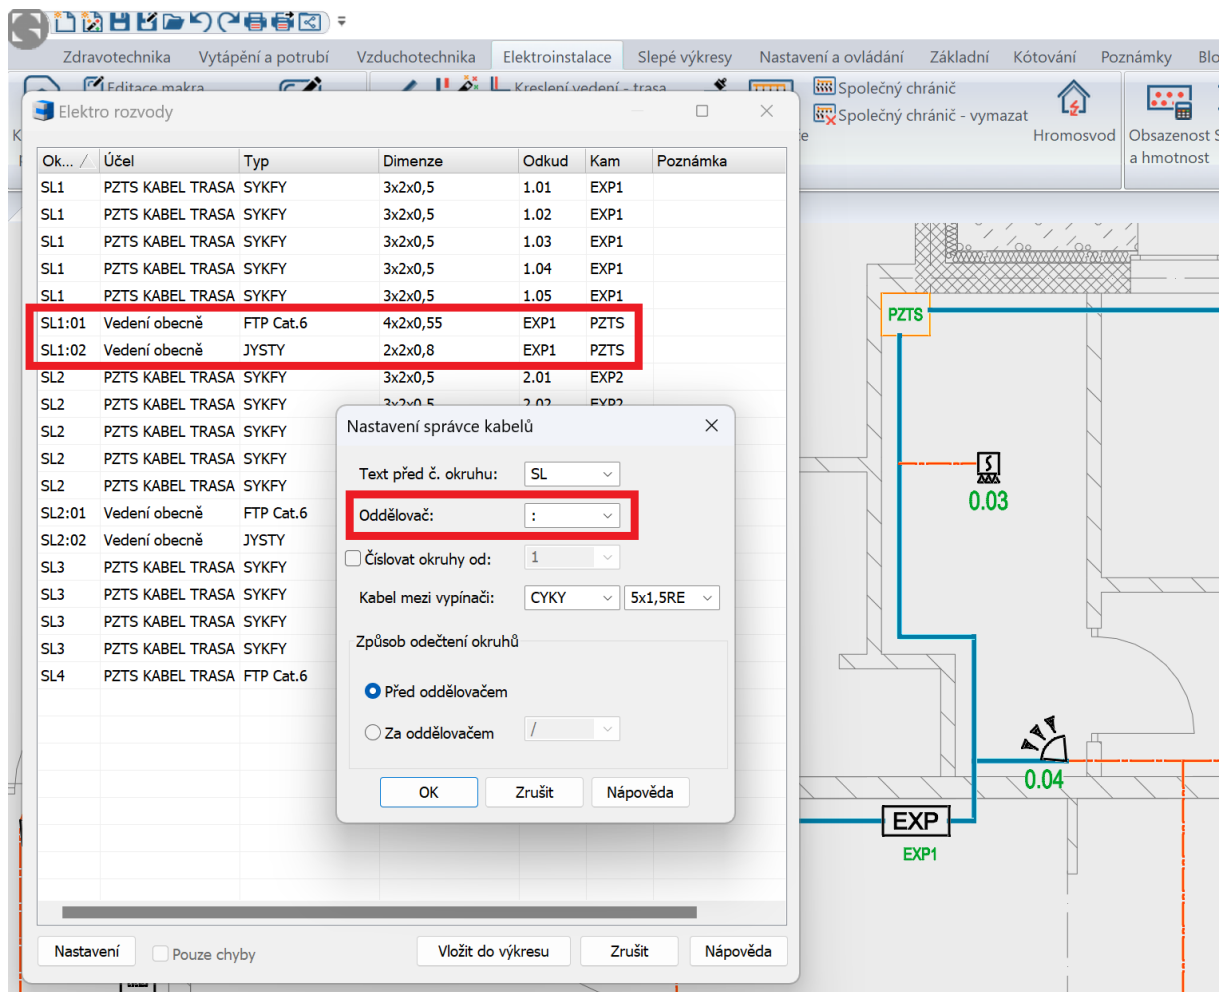 Zdravotechnika Vytápění a potrubí Vzduchotechnika Elektroinstalace Slepé výkresy Nastavení a ovládání Základní Kótování Poznámky Blo
Editace makra
Kreslení vedení - trasa
Společný chránič
Společný chránič - vymazat
Hromosvod
Obsazenost
a hmotnost
Elektro rozvody
Ok... Účel Typ Dimenze Odkud Kam Poznámka
SL1 PZTS KABEL TRASA SYKFY 3x2x0,5 1.01 EXP1
SL1 PZTS KABEL TRASA SYKFY 3x2x0,5 1.02 EXP1
SL1 PZTS KABEL TRASA SYKFY 3x2x0,5 1.03 EXP1
SL1 PZTS KABEL TRASA SYKFY 3x2x0,5 1.04 EXP1
SL1 PZTS KABEL TRASA SYKFY 3x2x0,5 1.05 EXP1
SL1:01 Vedení obecně FTP Cat.6 4x2x0,55 EXP1 PZTS
SL1:02 Vedení obecně JYSTY 2x2x0,8 EXP1 PZTS
SL2 PZTS KABEL TRASA SYKFY 3x2x0,5 2.01 EXP2
SL2 PZTS KABEL TRASA SYKFY 3x2x0,5 2.02 EXP2
SL2 PZTS KABEL TRASA SYKFY
SL2 PZTS KABEL TRASA SYKFY
SL2 PZTS KABEL TRASA SYKFY
SL2:01 Vedení obecně FTP Cat.6
SL2:02 Vedení obecně JYSTY
SL3 PZTS KABEL TRASA SYKFY
SL3 PZTS KABEL TRASA SYKFY
SL3 PZTS KABEL TRASA SYKFY
SL3 PZTS KABEL TRASA SYKFY
SL4 PZTS KABEL TRASA FTP Cat.6
Nastavení správce kabelů
Text před č. okruhu: SL
Oddělovač: :
Číslovat okruhy od: 1
Kabel mezi vypínači: CYKY 5x1,5RE
Způsob odečtení okruhů
Před oddělovačem
Za oddělovačem /
OK Zrušit Nápověda
Nastavení Pouze chyby Vložit do výkresu Zrušit Nápověda
PZTS
0.03
0.04
EXP
EXP1